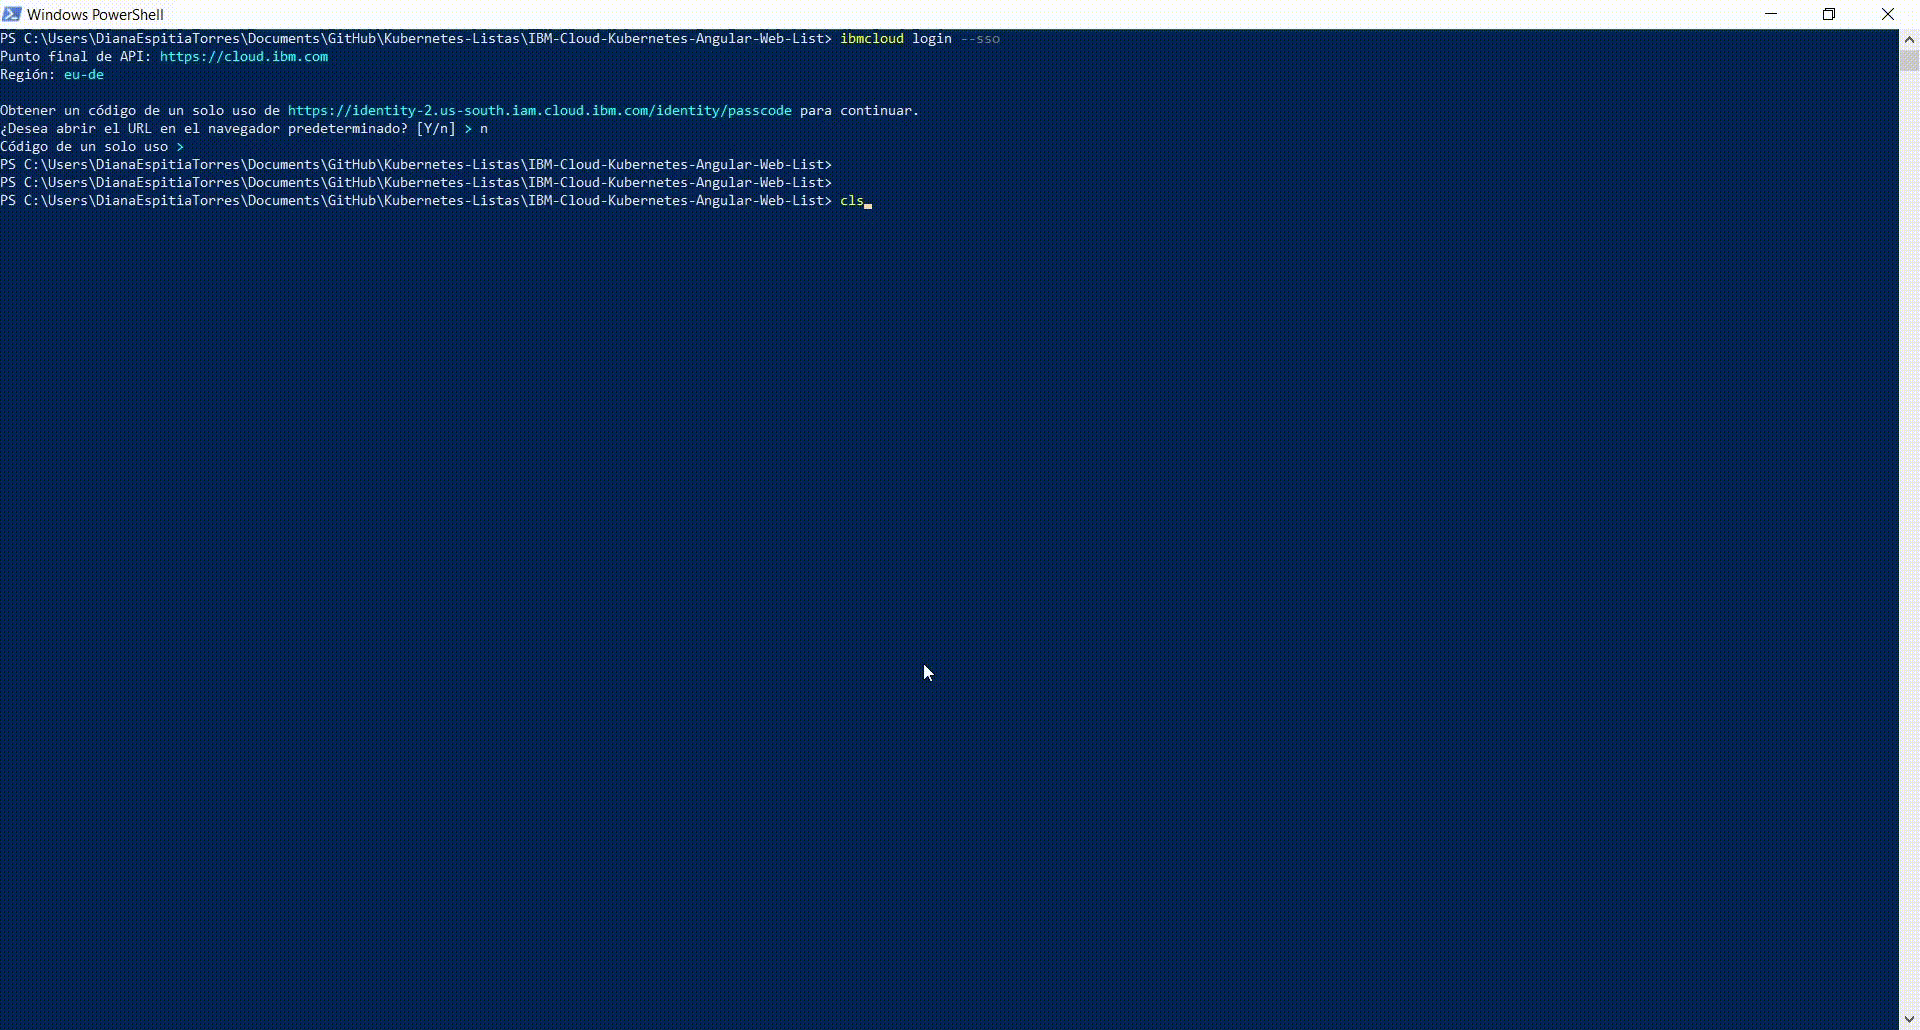 Windows PowerShell
PS C:\Users\DianaEspitiaTorres\Documents\GitHub\Kubernetes-Listas\IBM-Cloud-Kubernetes-Angular-Web-List> ibmcloud login --sso
Punto final de API: https://cloud.ibm.com
Región: eu-de
Obtener un código de un solo uso de https://identity-2.us-south.iam.cloud.ibm.com/identity/passcode para continuar.
¿Desea abrir el URL en el navegador predeterminado? [Y/n] > n
Código de un solo uso >
PS C:\Users\DianaEspitiaTorres\Documents\GitHub\Kubernetes-Listas\IBM-Cloud-Kubernetes-Angular-Web-List>
PS C:\Users\DianaEspitiaTorres\Documents\GitHub\Kubernetes-Listas\IBM-Cloud-Kubernetes-Angular-Web-List>
PS C:\Users\DianaEspitiaTorres\Documents\GitHub\Kubernetes-Listas\IBM-Cloud-Kubernetes-Angular-Web-List> cls